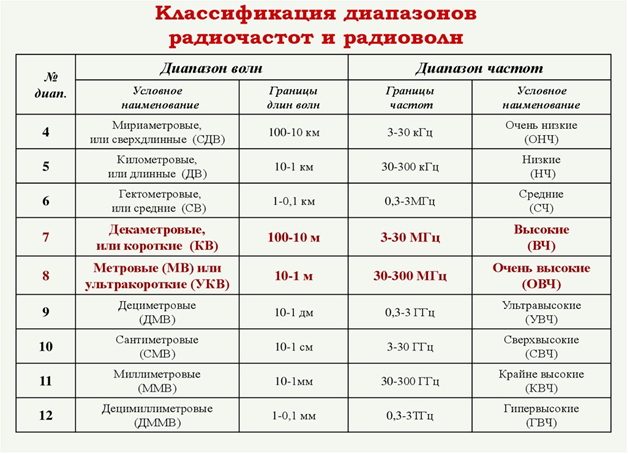 Классификация диапазонов
радиочастот и радиоволн
№
диап.
Диапазон волн
Диапазон частот
Условное
наименование
Границы
длин волн
Границы
частот
Условное
наименование
4
Мириаметровые,
или сверхдлинные (СДВ)
100-10 км
3-30 кГц
Очень низкие
(ОНЧ)
5
Километровые,
или длинные (ДВ)
10-1 км
30-300 кГц
Низкие
(НЧ)
6
Гектометровые,
или средние (СВ)
1-0,1 км
0,3-3МГц
Средние
(СЧ)
7
Декаметровые,
или короткие (КВ)
100-10 м
3-30 МГц
Высокие
(ВЧ)
8
Метровые (МВ) или
ультракороткие (УКВ)
10-1 м
30-300 МГц
Очень высокие
(ОВЧ)
9
Дециметровые
(ДМВ)
10-1 дм
0,3-3 ГГц
Ультравысокие
(УВЧ)
10
Сантиметровые
(СМВ)
10-1 см
3-30 ГГц
Сверхвысокие
(СВЧ)
11
Миллиметровые
(ММВ)
10-1мм
30-300 ГГц
Крайне высокие
(КВЧ)
12
Децимиллиметровые
(ДММВ)
1-0,1 мм
0,3-3ТГц
Гипервысокие
(ГВЧ)